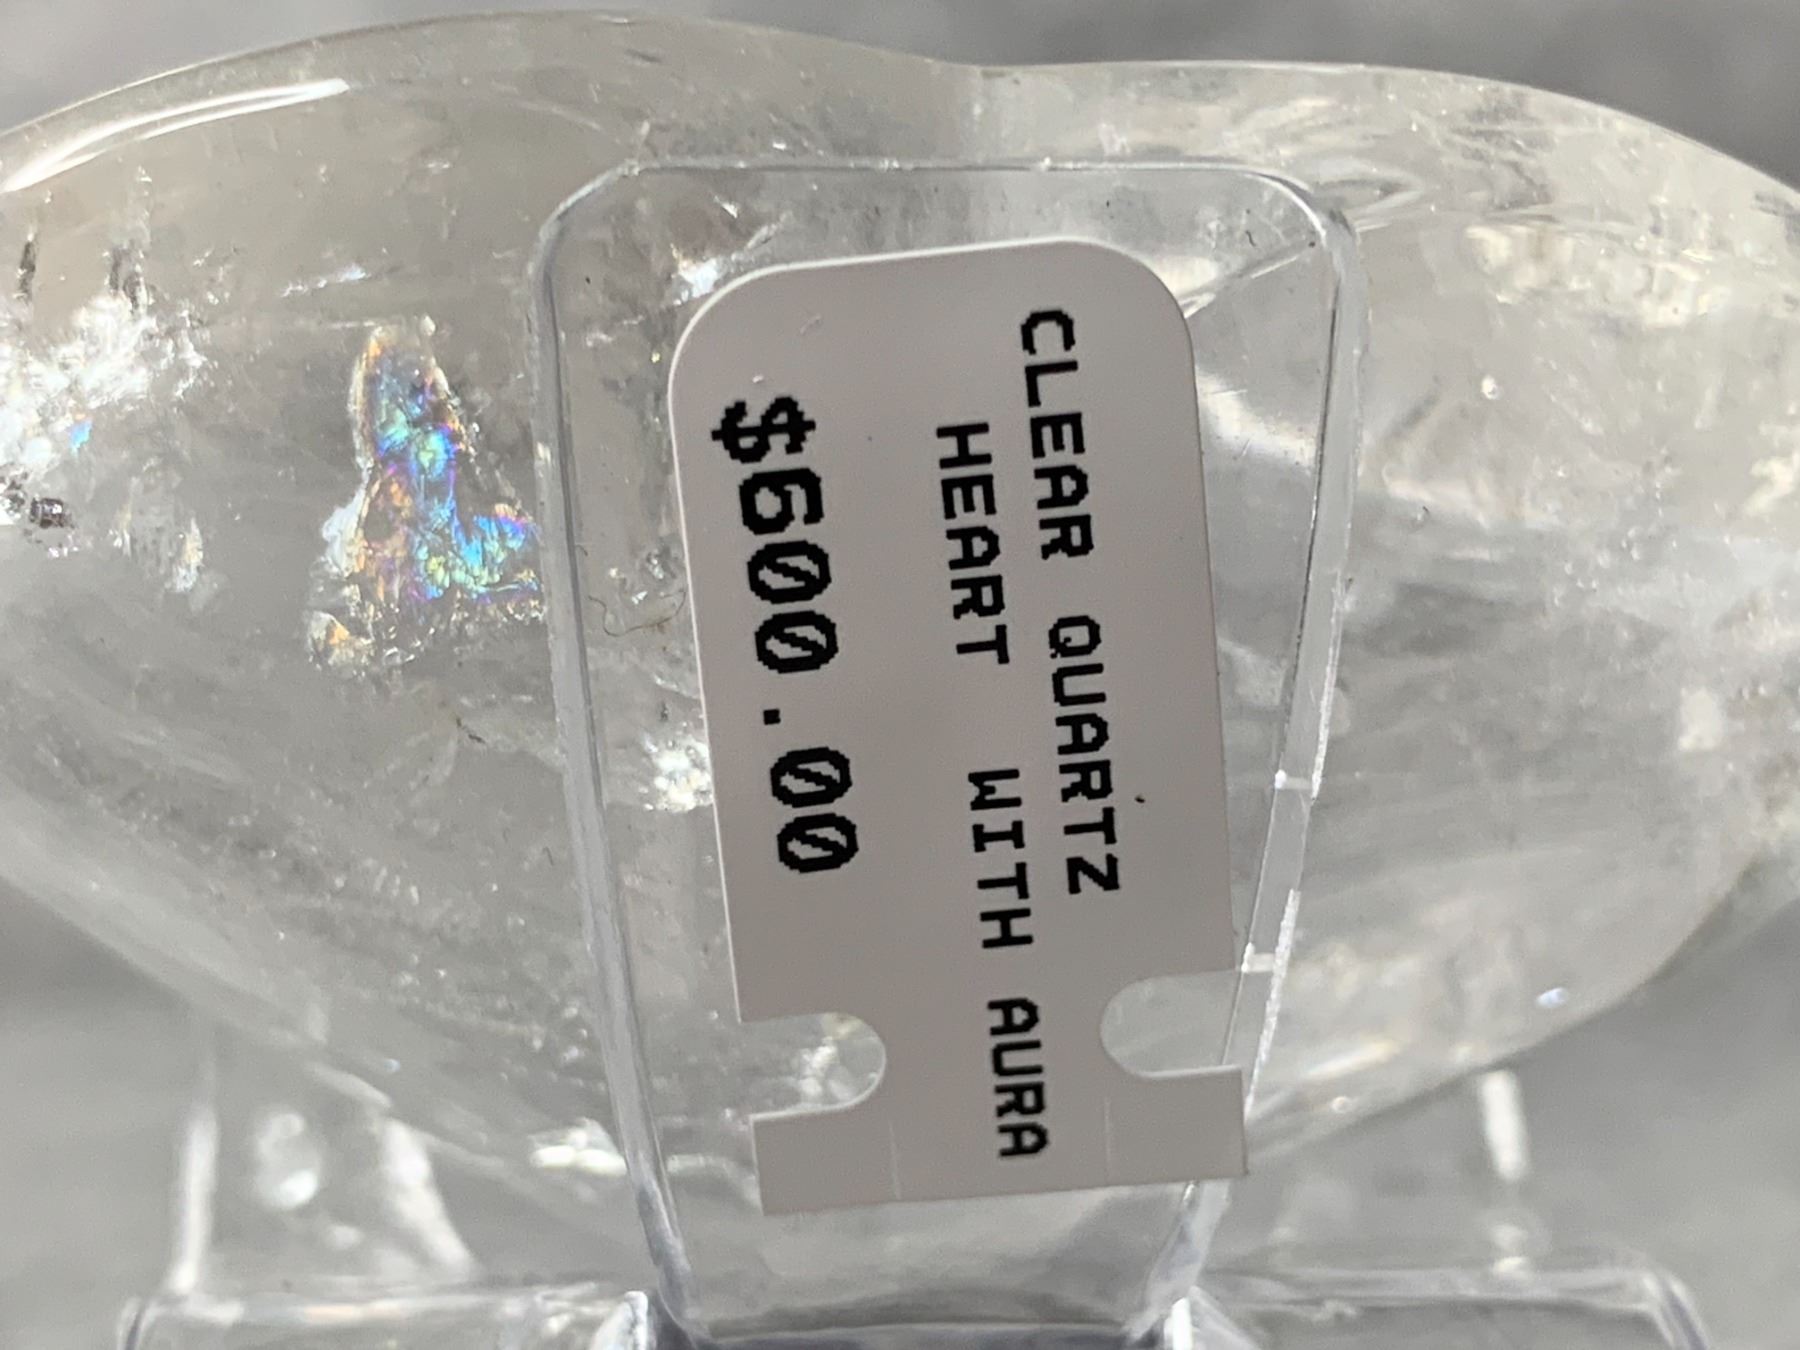 CLEAR QUARTZ
HEART WITH AURA
$600.00